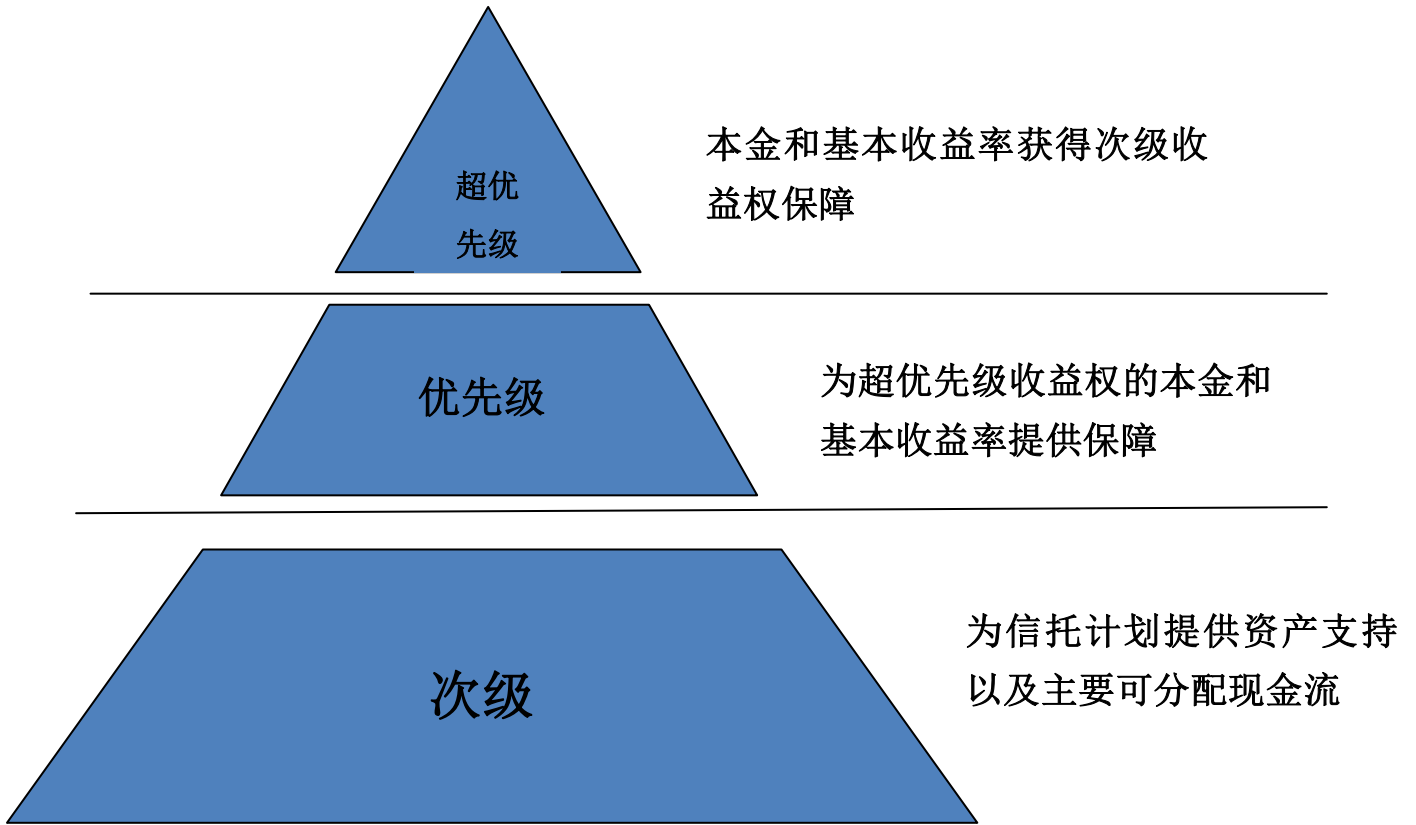 超优
先级
本金和基本收益率获得次级收
益权保障
优先级
为超优先级收益权的本金和
基本收益率提供保障
次级
为信托计划提供资产支持
以及主要可分配现金流